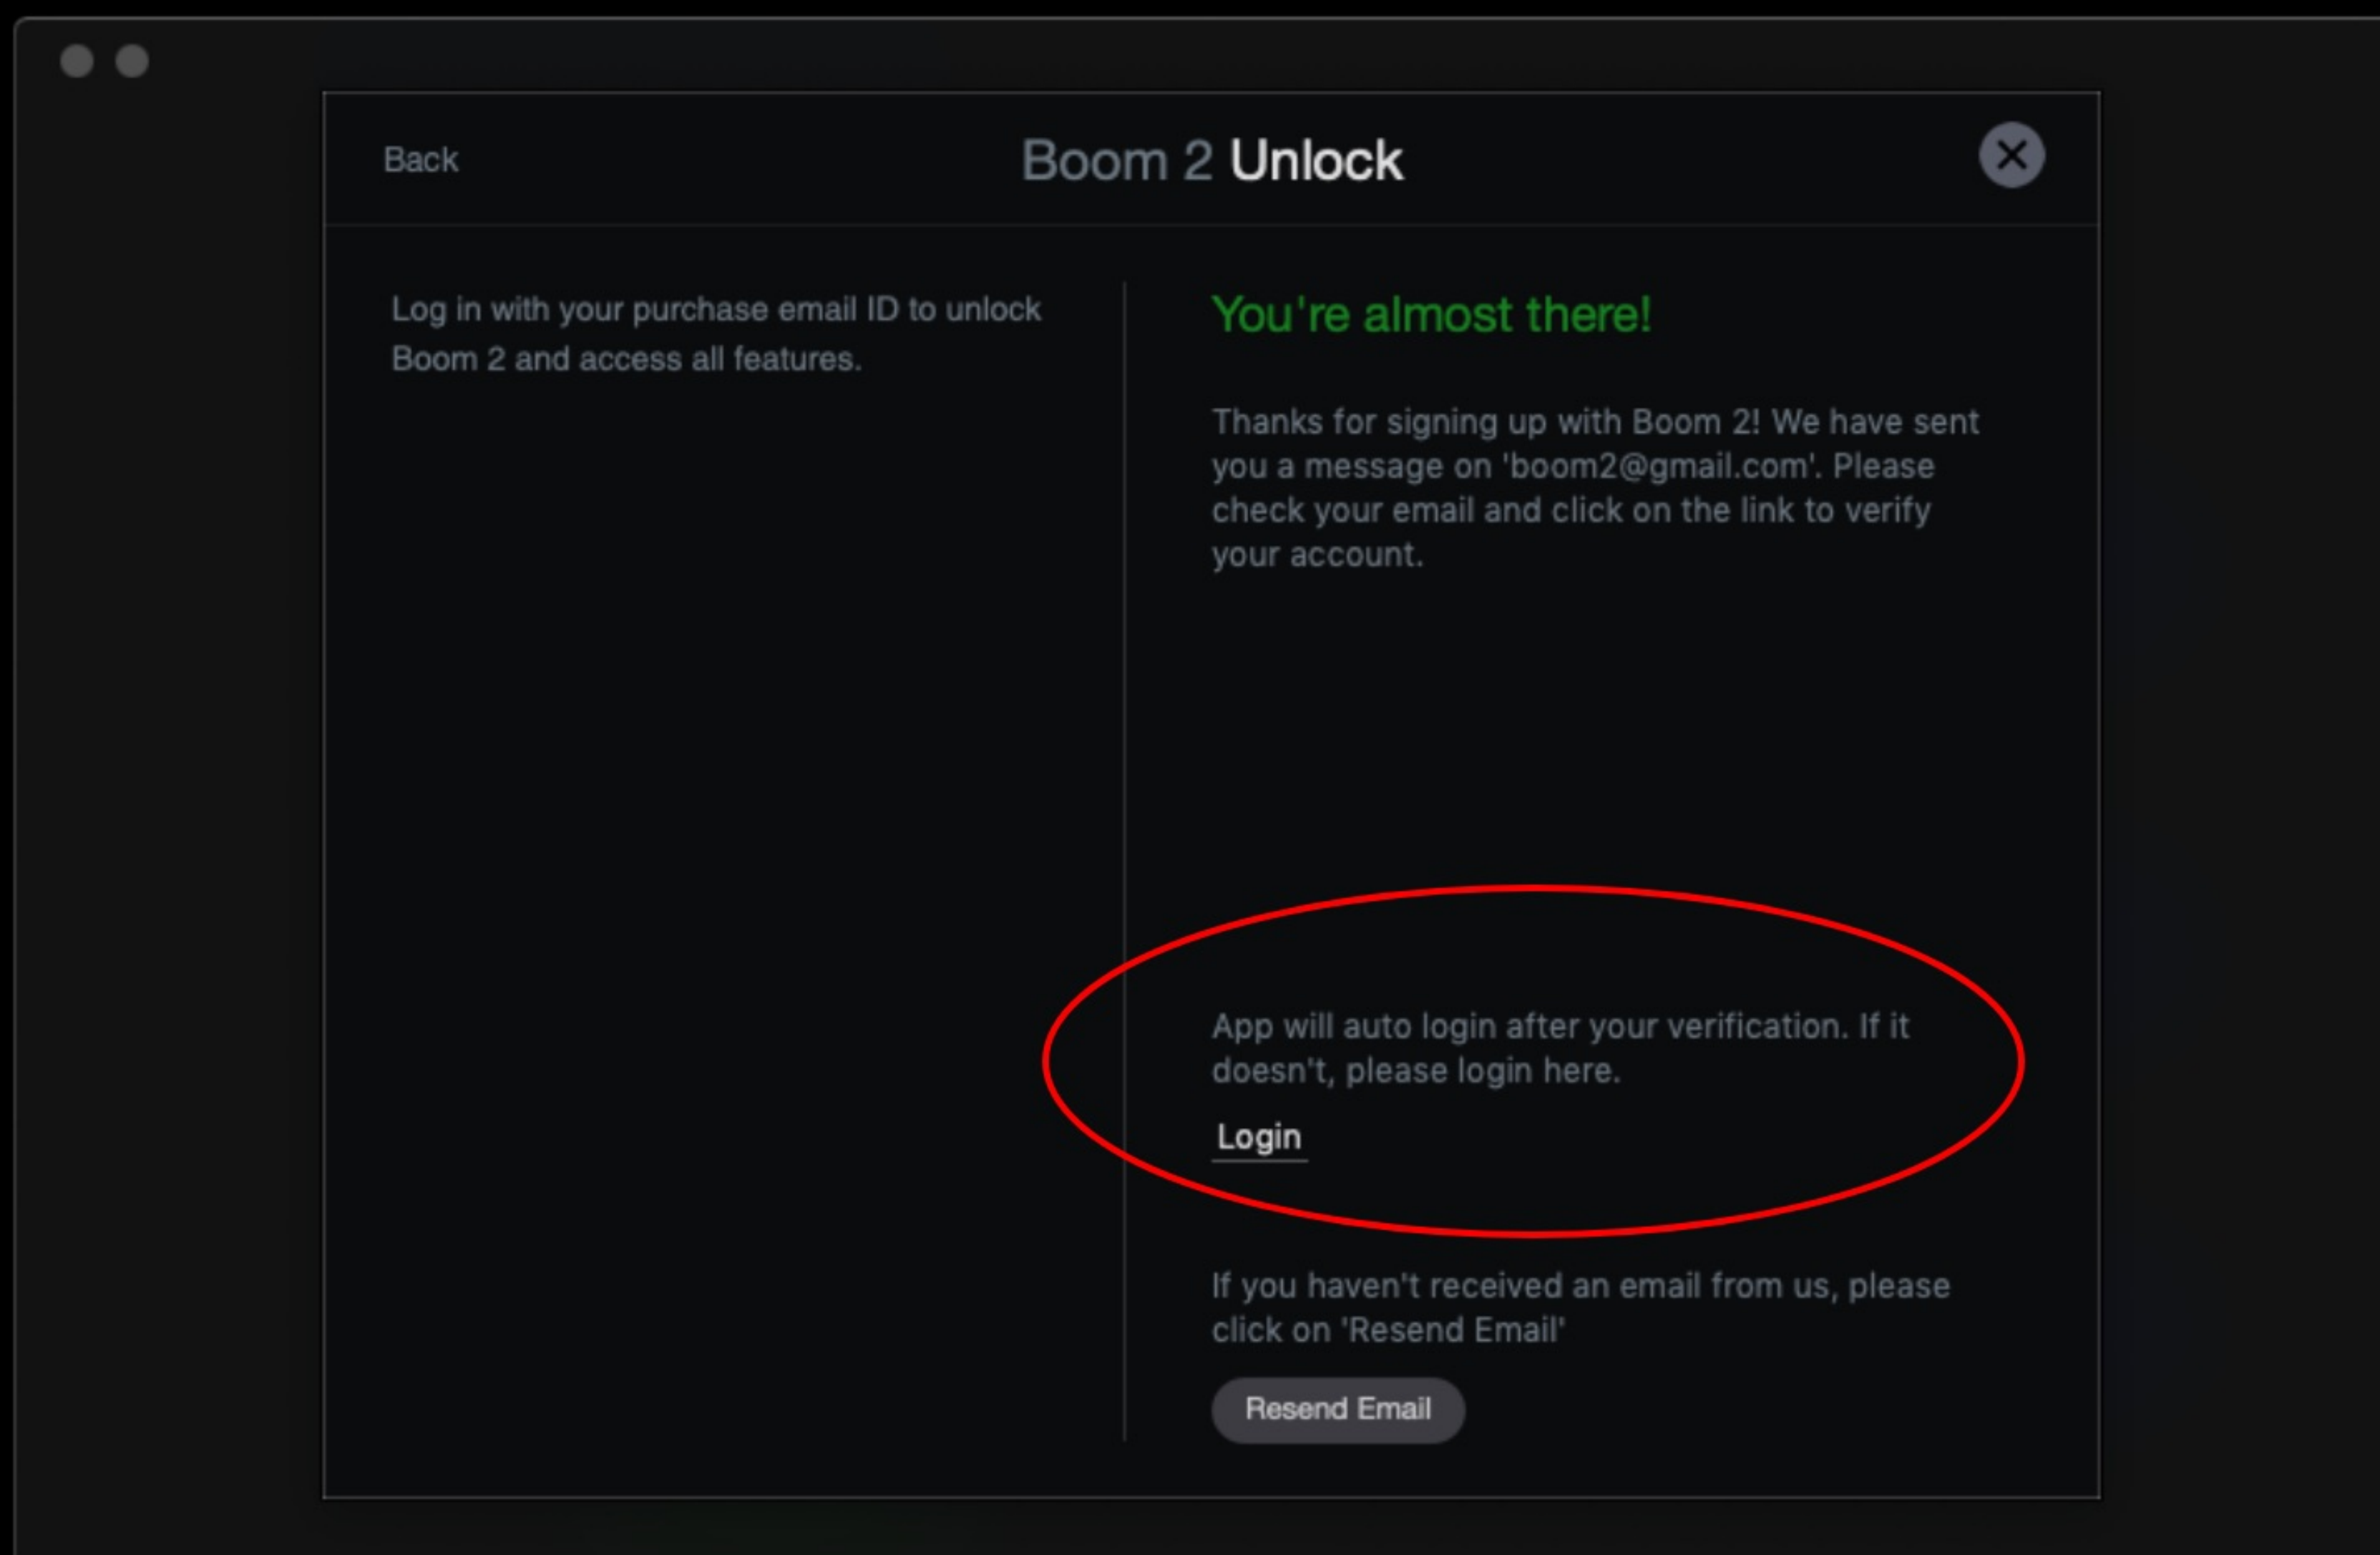 Back
Boom 2 Unlock
Log in with your purchase email ID to unlock
Boom 2 and access all features.
You're almost there!
Thanks for signing up with Boom 2! We have sent
you a message on 'boom2@gmail.com'. Please
check your email and click on the link to verify
your account.
App will auto login after your verification. If it
doesn't, please login here.
Login
If you haven't received an email from us, please
click on 'Resend Email'
Resend Email